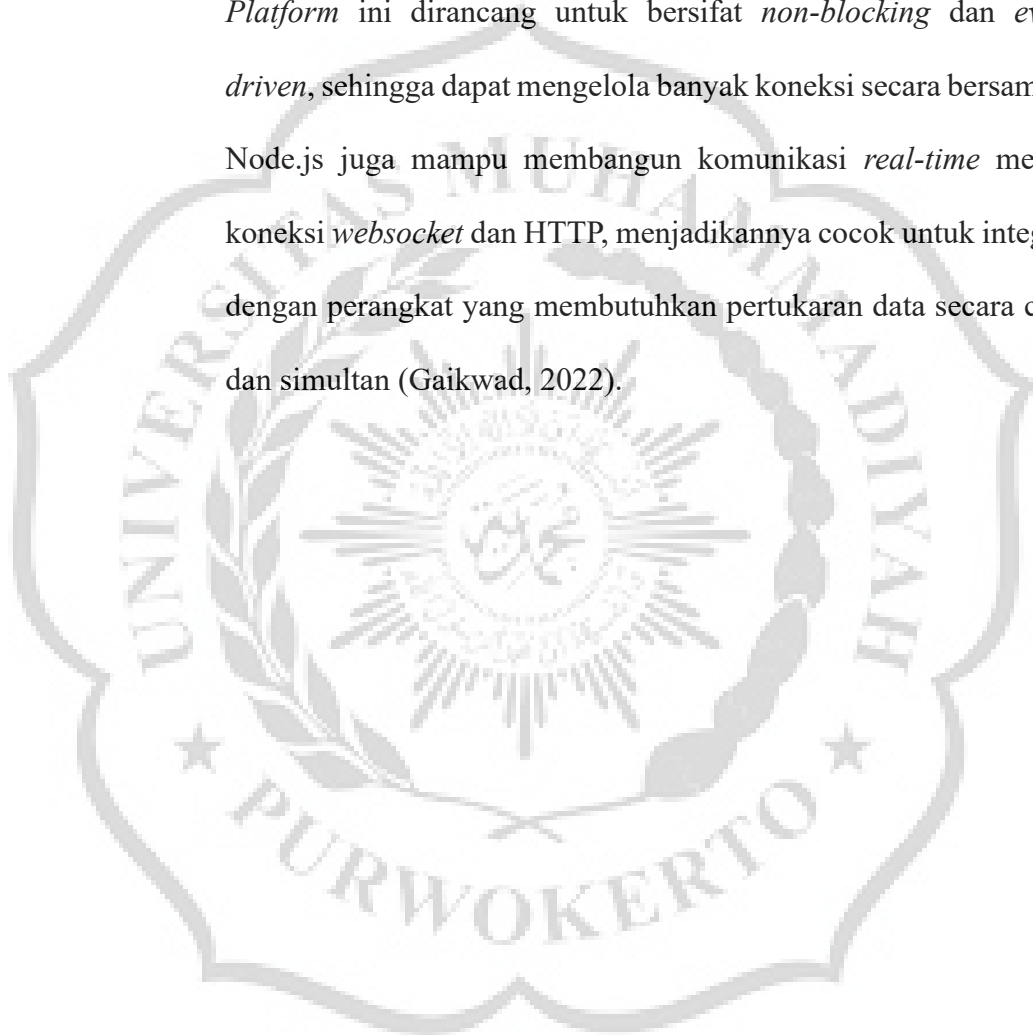 Platform ini dirancang untuk bersifat non-blocking dan ev
driven, sehingga dapat mengelola banyak koneksi secara bersam
Node.js juga mampu membangun komunikasi real-time me
koneksi websocket dan HTTP, menjadikannya cocok untuk integ
dengan perangkat yang membutuhkan pertukaran data secara c
dan simultan (Gaikwad, 2022).
UNIVERSITAS MUHAMMADIYAH
PURWOKERTO